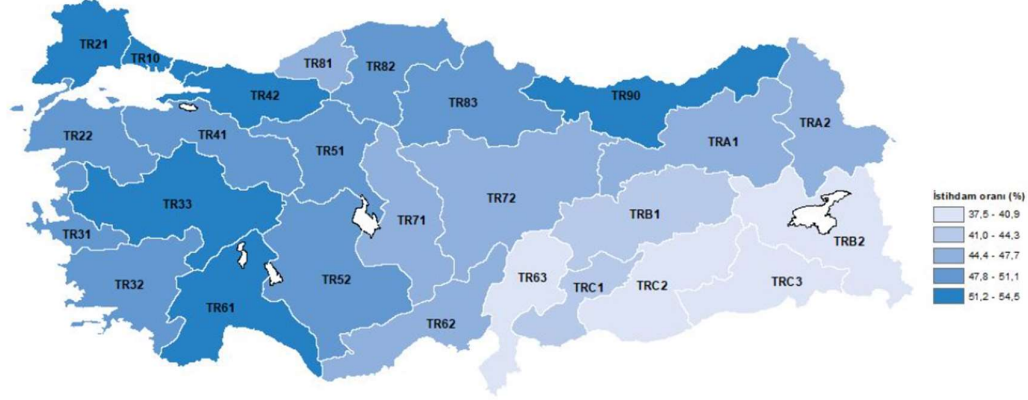 TR21
TR10
TR81
TR82
TR42
TR83
TR90
TR22
TR41
TR51
TRA1
TRA2
TR33
TR72
TR71
TRB1
TR31
TRB2
TR32
TR52
TR63
TRC1
TRC2
TRC3
TR61
TR62
İstihdam oranı (%)
37,5 - 40,9
41,0 - 44,3
44,4 - 47,7
47,8 - 51,1
51,2 - 54,5